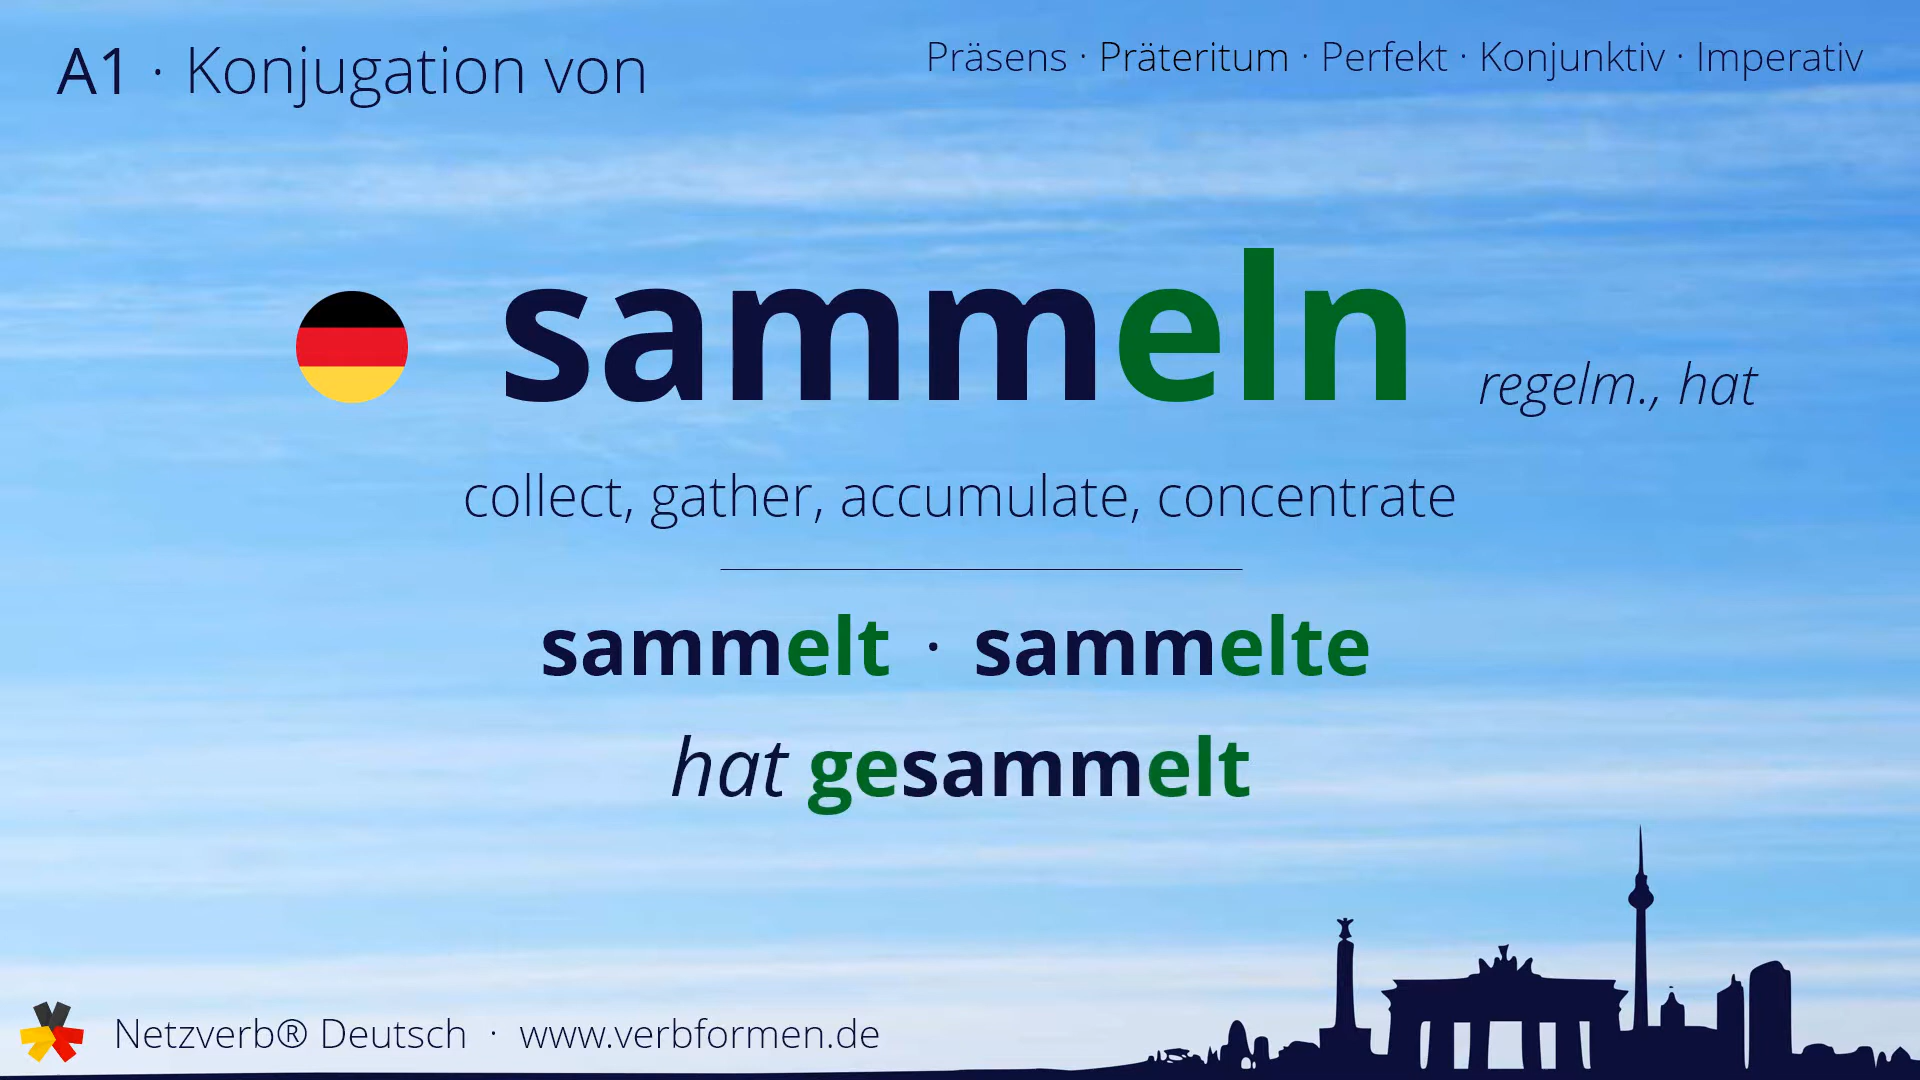 A1 · Konjugation von
Präsens · Präteritum · Perfekt · Konjunktiv · Imperativ
sammeln regelm., hat
collect, gather, accumulate, concentrate
sammelt · sammelte
hat gesammelt
Netzverb® Deutsch · www.verbformen.de